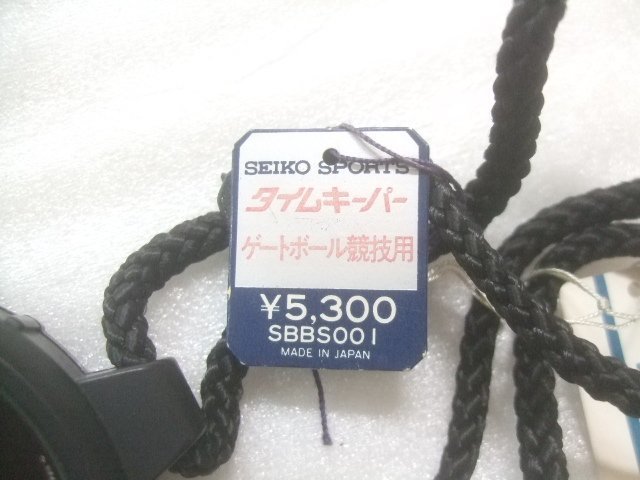 SEIKO SPORTS
タイムキーパー
ゲートボール競技用
¥5,300
SBBS001
MADE IN JAPAN